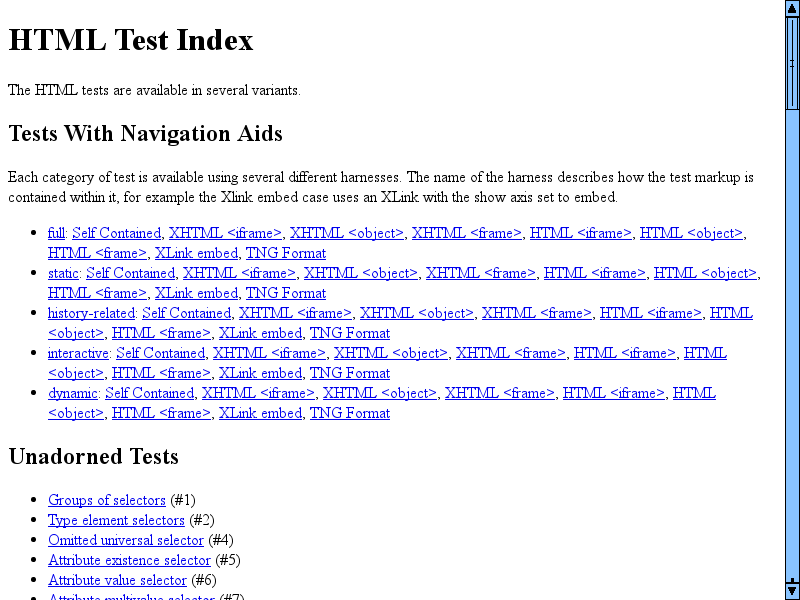 HTML Test Index
The HTML tests are available in several variants.
Tests With Navigation Aids
Each category of test is available using several different harnesses. The name of the harness describes how the test markup is
contained within it, for example the Xlink embed case uses an XLink with the show axis set to embed.
full: Self Contained, XHTML <iframe>, XHTML <object>, XHTML <frame>, HTML <iframe>, HTML <object>,
HTML <frame>, XLink embed, TNG Format
static: Self Contained, XHTML <iframe>, XHTML <object>, XHTML <frame>, HTML <iframe>, HTML <object>,
HTML <frame>, XLink embed, TNG Format
history-related: Self Contained, XHTML <iframe>, XHTML <object>, XHTML <frame>, HTML <iframe>, HTML
<object>, HTML <frame>, XLink embed, TNG Format
interactive: Self Contained, XHTML <iframe>, XHTML <object>, XHTML <frame>, HTML <iframe>, HTML
<object>, HTML <frame>, XLink embed, TNG Format
dynamic: Self Contained, XHTML <iframe>, XHTML <object>, XHTML <frame>, HTML <iframe>, HTML
<object>, HTML <frame>, XLink embed, TNG Format
Unadorned Tests
Groups of selectors (#1)
Type element selectors (#2)
Omitted universal selector (#4)
Attribute existence selector (#5)
Attribute value selector (#6)
Attribute multivalue selector (#7)